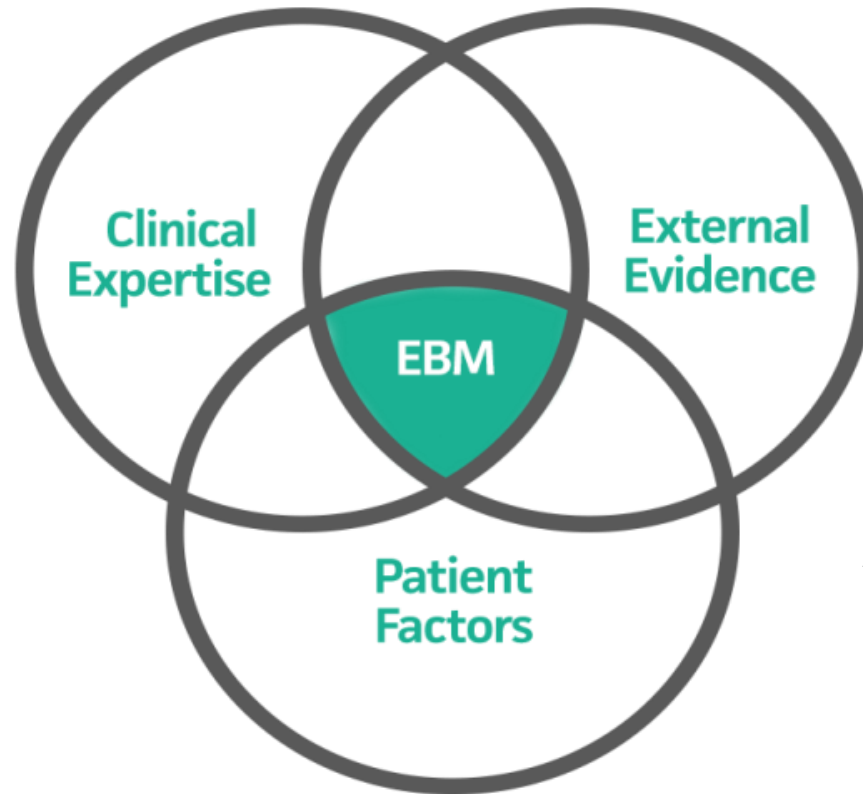 Clinical
Expertise
External
Evidence
EBM
Patient
Factors